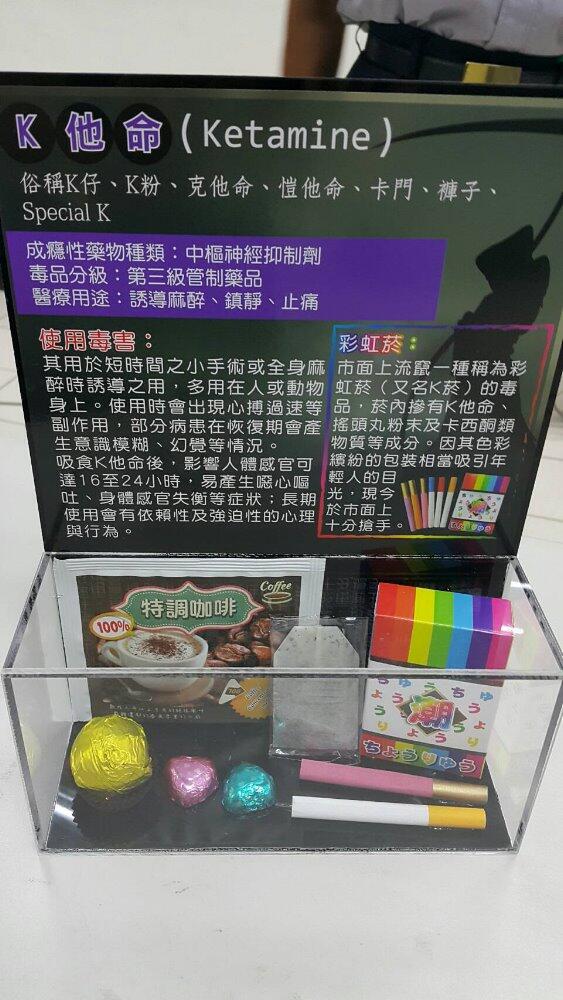 K他命(Ketamine)
俗稱K仔、K粉、克他命、愷他命、卡門、褲子、
Special K
成癮性藥物種類：中樞神經抑制劑
毒品分級：第三級管制藥品
醫療用途：誘導麻醉、鎮靜、止痛
使用毒害：
其用於短時間之小手術或全身麻
醉時誘導之用，多用在人或動物
身上。使用時會出現心搏過速等
副作用，部分病患在恢復期會產
生意識模糊、幻覺等情況。
吸食K他命後，影響人體感官可
達16至24小時，易產生噁心嘔
吐、身體感官失衡等症狀；長期
使用會有依賴性及強迫性的心理
與行為。
彩虹菸：
市面上流竄一種稱為彩
虹菸（又名K菸）的毒
品，菸內摻有K他命、
搖頭丸粉末及卡西酮類
物質等成分。因其色彩
繽紛的包裝相當吸引年
輕人的目
光，現今
於市面上
十分搶手。
Coffee
特調咖啡
100%
潮
ちょうりゅう